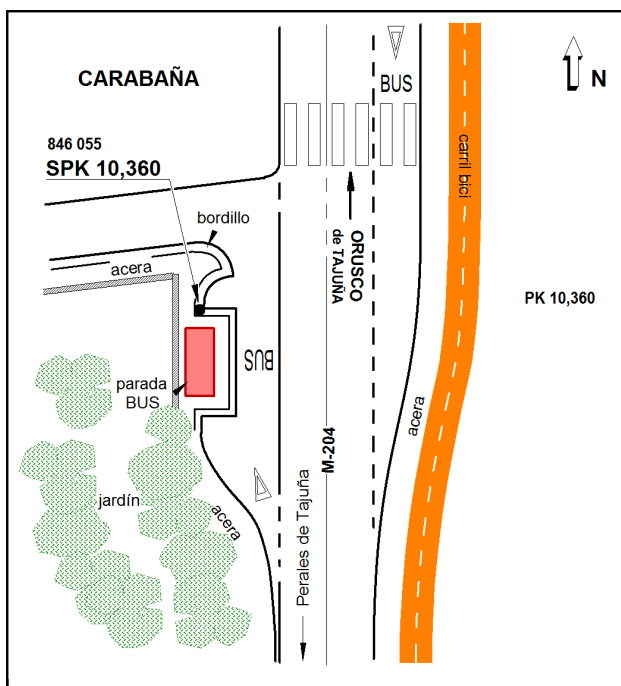 CARABAÑA
BUS
N
846 055
SPK 10,360
carril bici
bordillo
ORUSCO
de TAJUÑA
acera
PK 10,360
BUS
parada
BUS
acera
M-204
jardín
acera
Perales de Tajuña